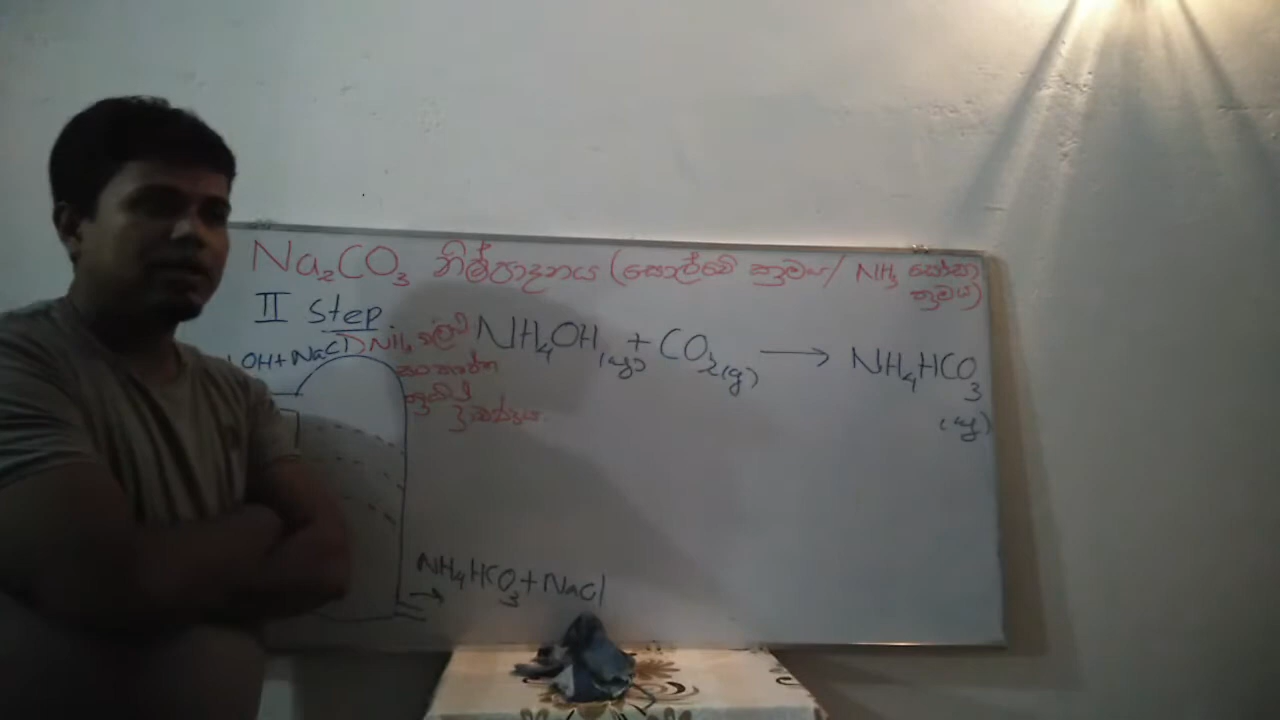 Na2CO3 නිෂ්පාදනය (සොල්වේ ක්‍රමය/ NH3 සෝඩා
ක්‍රමය)
II Step
NH4OH(aq) + CO2(g) → NH4HCO3
(aq)
OH+NaCl
සංතෘප්ත
NH4HCO3+NaCl